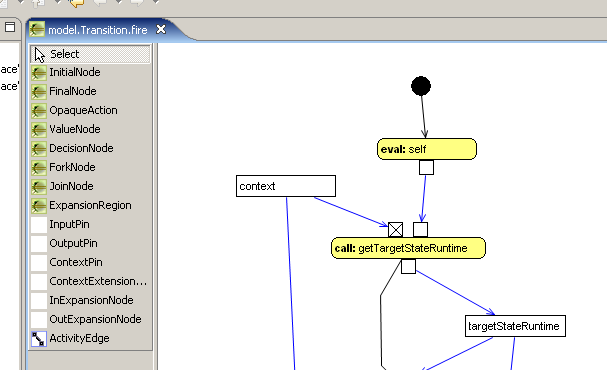 model.Transition.fire
Select
InitialNode
FinalNode
OpaqueAction
ValueNode
DecisionNode
ForkNode
JoinNode
ExpansionRegion
InputPin
OutputPin
ContextPin
ContextExtension...
InExpansionNode
OutExpansionNode
ActivityEdge
ace'
ace'
eval: self
context
call: getTargetStateRuntime
targetStateRuntime